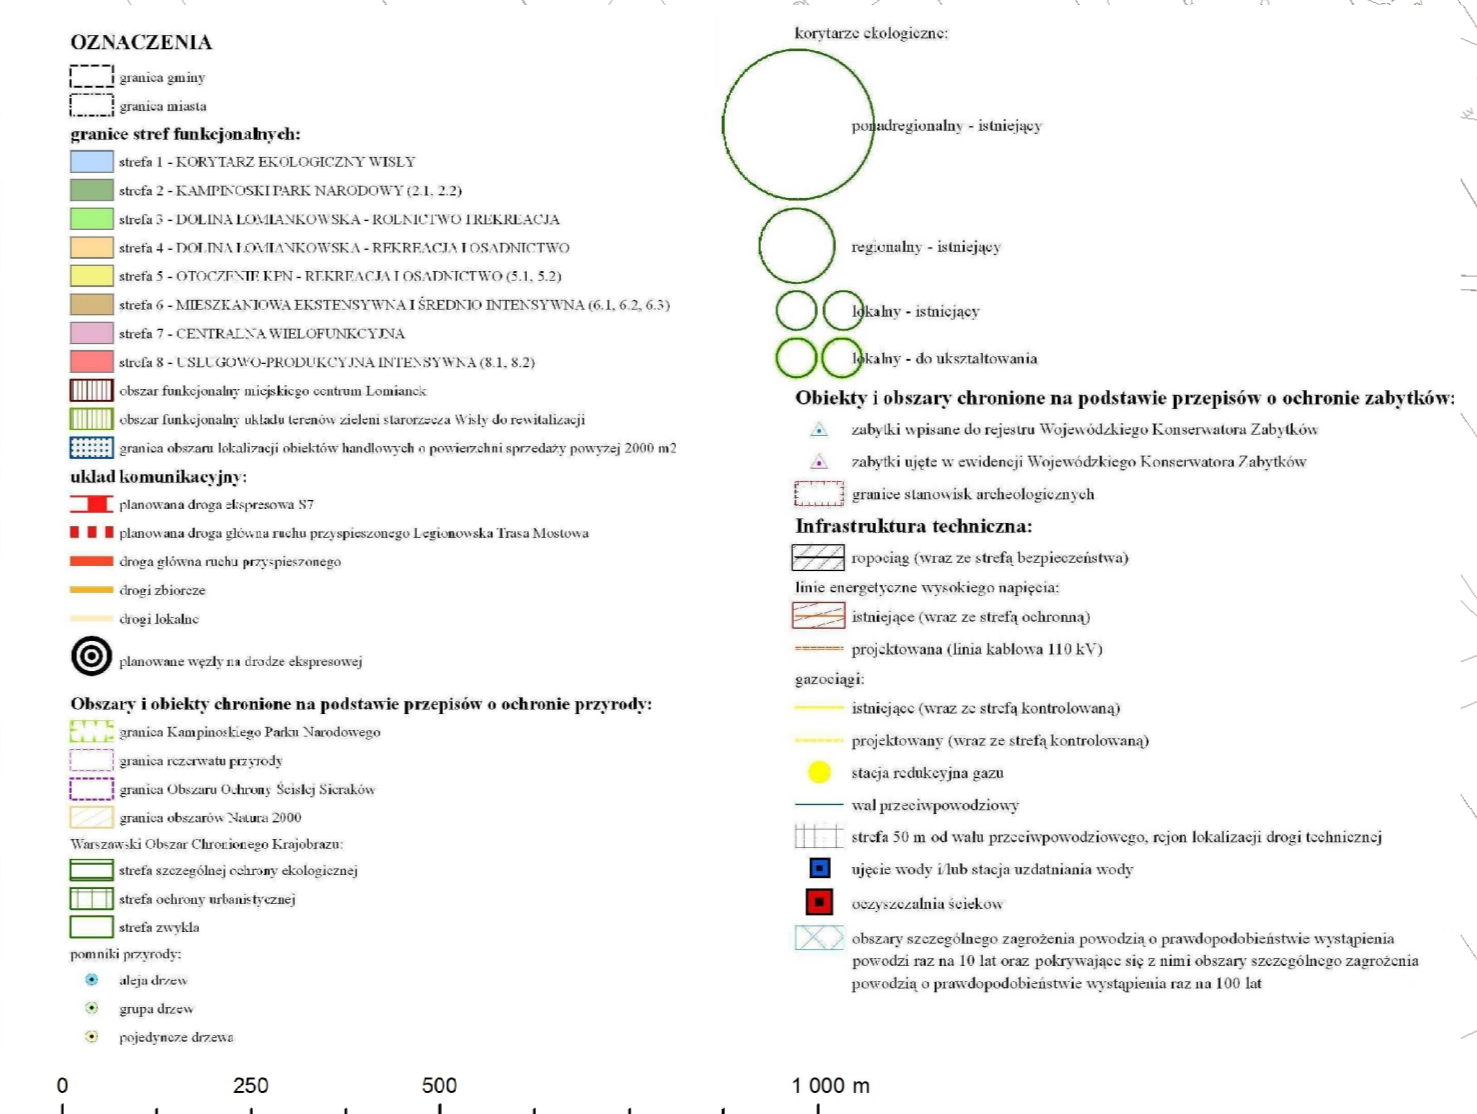 OZNACZENIA
granica gminy
granica miasta
granice stref funkcjonalnych:
strefa 1 - KORYTARZ EKOLOGICZNY WISŁY
strefa 2 - KAMPINOSKI PARK NARODOWY (2.1, 2.2)
strefa 3 - DOLINA ŁOMIANKOWSKA - ROLNICTWO I REKREACJA
strefa 4 - DOLINA ŁOMIANKOWSKA - REKREACJA I OSADNICTWO
strefa 5 - OTOCZENIE KPN - REKREACJA I OSADNICTWO (5.1, 5.2)
strefa 6 - MIESZKANIOWA EKSTENSYWNA I ŚREDNIO INTENSYWNA (6.1, 6.2, 6.3)
strefa 7 - CENTRALNA WIELOFUNKCYJNA
strefa 8 - USŁUGOWO-PRODUKCYJNA INTENSYWNA (8.1, 8.2)
obszar funkcjonalny miejskiego centrum Łomianek
obszar funkcjonalny układu terenów zieleni starorzecza Wisły do rewitalizacji
granica obszaru lokalizacji obiektów handlowych o powierzchni sprzedaży powyżej 2000 m2
układ komunikacyjny:
planowana droga ekspresowa S7
planowana droga główna ruchu przyspieszonego Legionowska Trasa Mostowa
droga główna ruchu przyspieszonego
drogi zbiorcze
drogi lokalne
planowane węzły na drodze ekspresowej
Obszary i obiekty chronione na podstawie przepisów o ochronie przyrody:
granica Kampinoskiego Parku Narodowego
granica rezerwatu przyrody
granica Obszaru Ochrony Ścisłej Sieraków
granica obszarów Natura 2000
Warszawski Obszar Chronionego Krajobrazu:
strefa szczególnej ochrony ekologicznej
strefa ochrony urbanistycznej
strefa zwykła
pomniki przyrody:
aleja drzew
grupa drzew
pojedyncze drzewa
korytarze ekologiczne:
ponadregionalny - istniejący
regionalny - istniejący
lokalny - istniejący
lokalny - do ukształtowania
Obiekty i obszary chronione na podstawie przepisów o ochronie zabytków:
zabytki wpisane do rejestru Wojewódzkiego Konserwatora Zabytków
zabytki ujęte w ewidencji Wojewódzkiego Konserwatora Zabytków
granice stanowisk archeologicznych
Infrastruktura techniczna:
ropociąg (wraz ze strefą bezpieczeństwa)
linie energetyczne wysokiego napięcia:
istniejące (wraz ze strefą ochronną)
projektowana (linia kablowa 110 kV)
gazociągi:
istniejące (wraz ze strefą kontrolowaną)
projektowany (wraz ze strefą kontrolowaną)
stacja redukcyjna gazu
wał przeciwpowodziowy
strefa 50 m od wału przeciwpowodziowego, rejon lokalizacji drogi technicznej
ujęcie wody i/lub stacja uzdatniania wody
oczyszczalnia ściekow
obszary szczególnego zagrożenia powodzią o prawdopodobieństwie wystąpienia
powodzi raz na 10 lat oraz pokrywające się z nimi obszary szczególnego zagrożenia
powodzią o prawdopodobieństwie wystąpienia raz na 100 lat
0 250 500 1 000 m